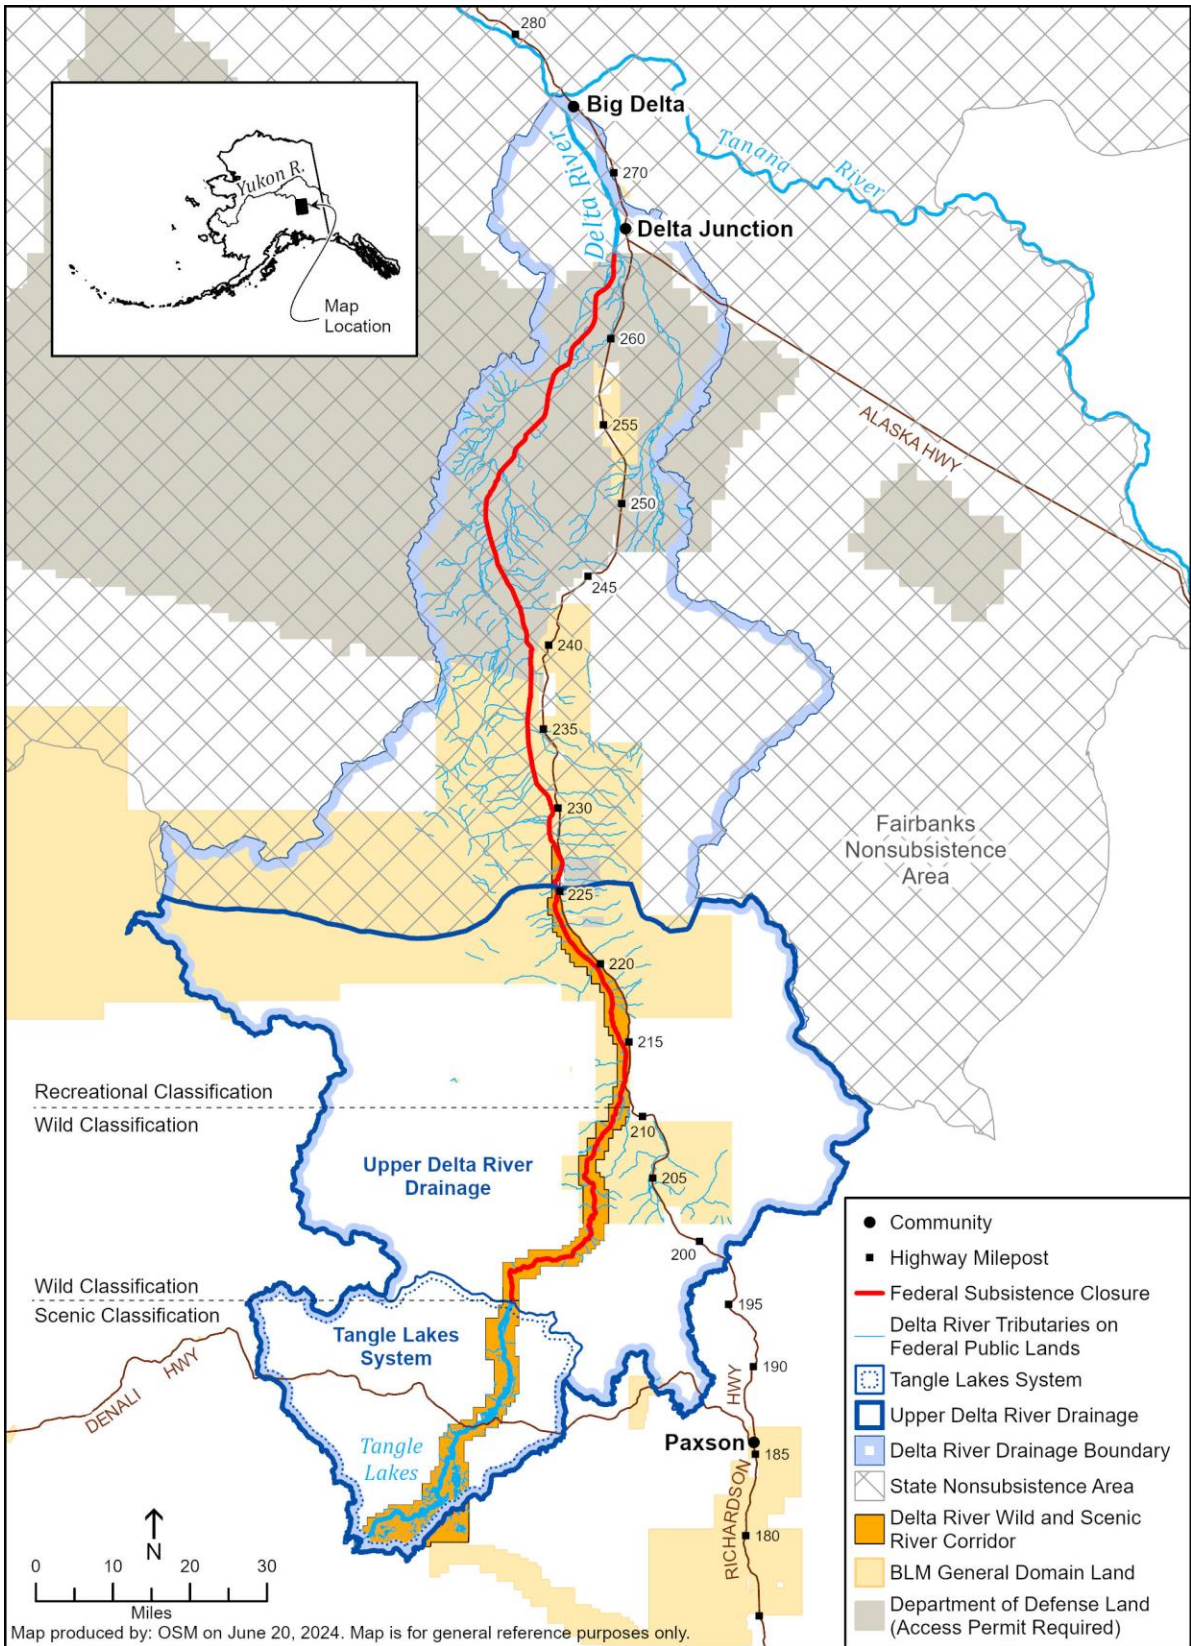 280
Big Delta
Tanana River
Delta River
270
Delta Junction
Yukon R.
Map
Location
260
ALASKA HWY
255
250
245
240
235
230
Fairbanks
Nonsubsistence
Area
225
220
215
Recreational Classification
Wild Classification
210
Upper Delta River
Drainage
205
200
Wild Classification
Scenic Classification
195
Tangle Lakes
System
190
DENALI HWY
Tangle
Lakes
Paxson
185
RICHARDSON HWY
180
Community
Highway Milepost
Federal Subsistence Closure
Delta River Tributaries on
Federal Public Lands
Tangle Lakes System
Upper Delta River Drainage
Delta River Drainage Boundary
State Nonsubsistence Area
Delta River Wild and Scenic
River Corridor
BLM General Domain Land
Department of Defense Land
(Access Permit Required)
N
0 10 20 30
Miles
Map produced by: OSM on June 20, 2024. Map is for general reference purposes only.